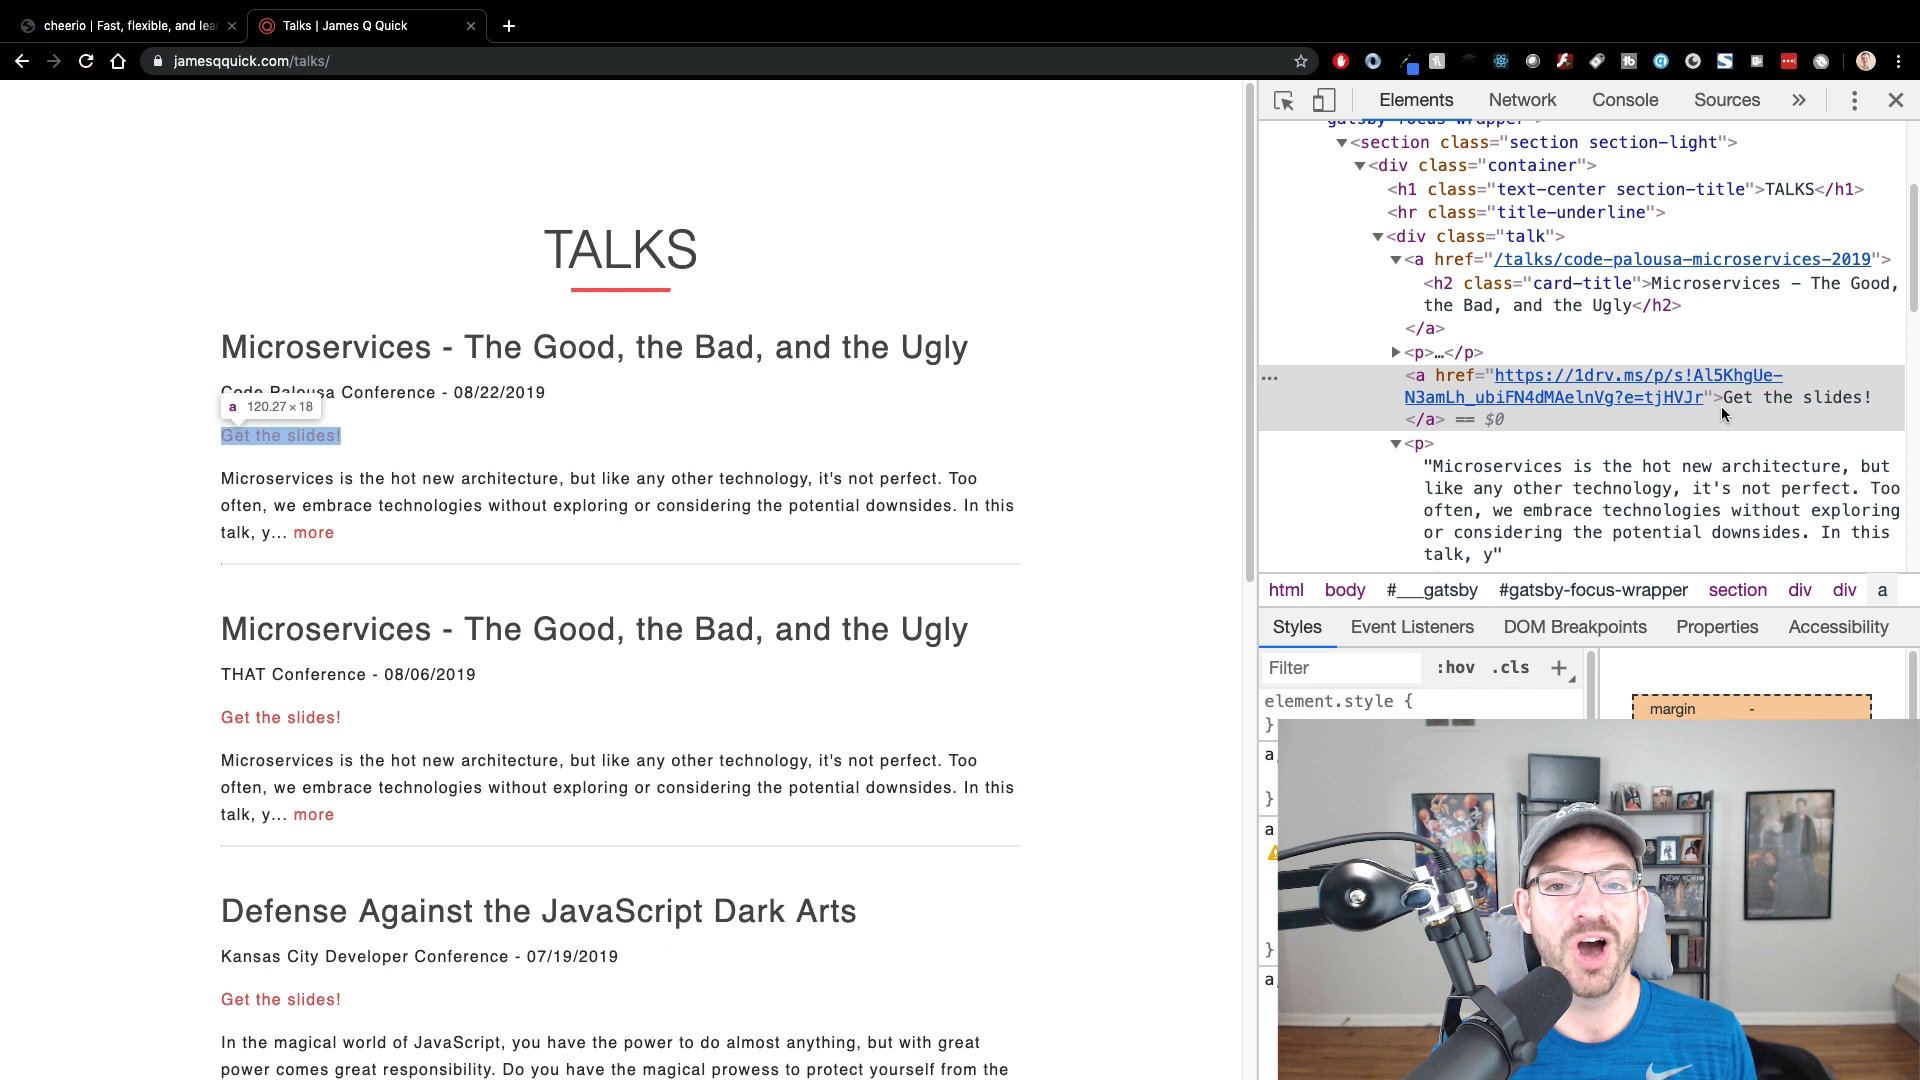 cheerio | Fast, flexible, and lea
Talks | James Q Quick
jamesqquick.com/talks/
TALKS
Microservices - The Good, the Bad, and the Ugly
Code Palousa Conference - 08/22/2019
a 120.27 × 18
Get the slides!
Microservices is the hot new architecture, but like any other technology, it's not perfect. Too
often, we embrace technologies without exploring or considering the potential downsides. In this
talk, y... more
Microservices - The Good, the Bad, and the Ugly
THAT Conference - 08/06/2019
Get the slides!
Microservices is the hot new architecture, but like any other technology, it's not perfect. Too
often, we embrace technologies without exploring or considering the potential downsides. In this
talk, y... more
Defense Against the JavaScript Dark Arts
Kansas City Developer Conference - 07/19/2019
Get the slides!
In the magical world of JavaScript, you have the power to do almost anything, but with great
power comes great responsibility. Do you have the magical prowess to protect yourself from the
Elements Network Console Sources
gatsby-focus-wrapper">
<section class="section section-light">
<div class="container">
<h1 class="text-center section-title">TALKS</h1>
<hr class="title-underline">
<div class="talk">
<a href="/talks/code-palousa-microservices-2019">
<h2 class="card-title">Microservices – The Good,
the Bad, and the Ugly</h2>
</a>
<p>…</p>
<a href="https://1drv.ms/p/s!Al5KhgUe-
N3amLh_ubiFN4dMAelnVg?e=tjHVJr">Get the slides!
</a> == $0
<p>
"Microservices is the hot new architecture, but
like any other technology, it's not perfect. Too
often, we embrace technologies without exploring
or considering the potential downsides. In this
talk, y"
html body #___gatsby #gatsby-focus-wrapper section div div a
Styles Event Listeners DOM Breakpoints Properties Accessibility
Filter :hov .cls +
element.style {
}
margin -
a,
}
a
}
a,
NEW YORK